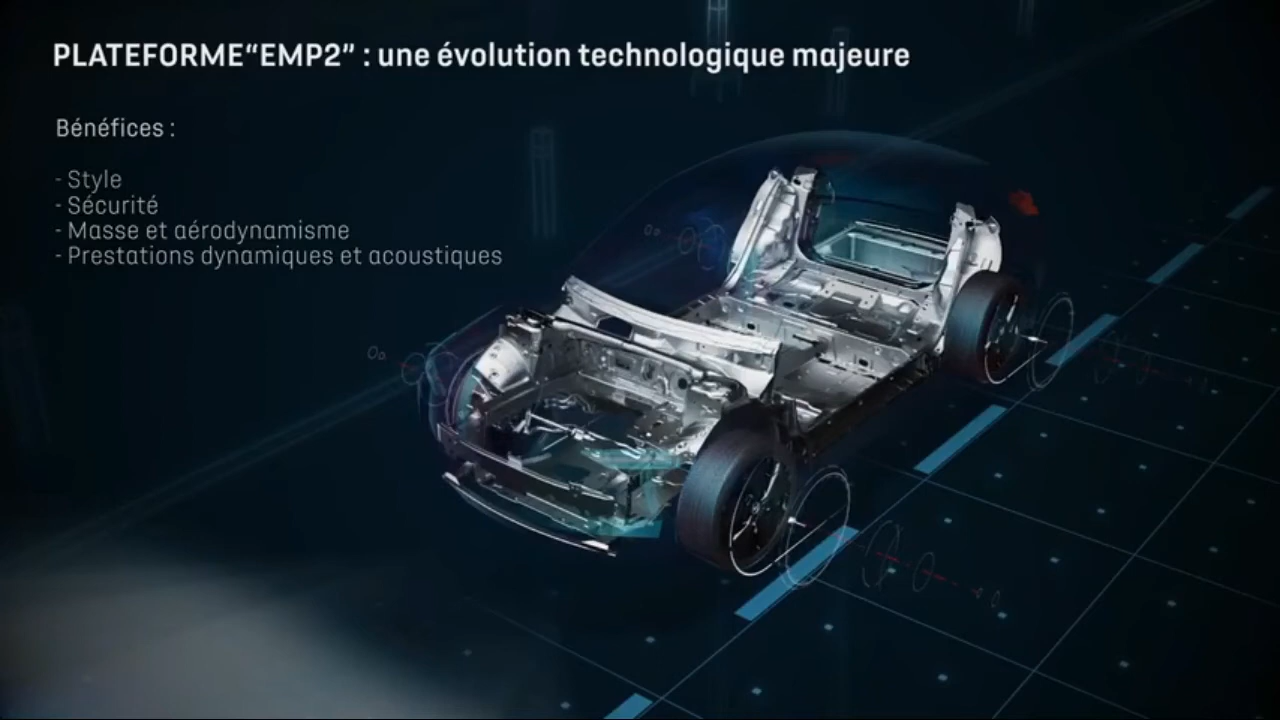 PLATEFORME“EMP2” : une évolution technologique majeure
Bénéfices :
- Style
- Sécurité
- Masse et aérodynamisme
- Prestations dynamiques et acoustiques